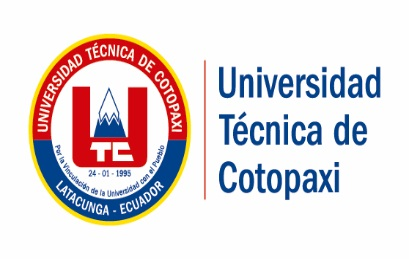 UNIVERSIDAD TÉCNICA DE COTOPAXI
UTC
24 - 01 - 1995
Por la Vinculación de la Universidad con el Pueblo
LATACUNGA - ECUADOR
Universidad
Técnica de
Cotopaxi